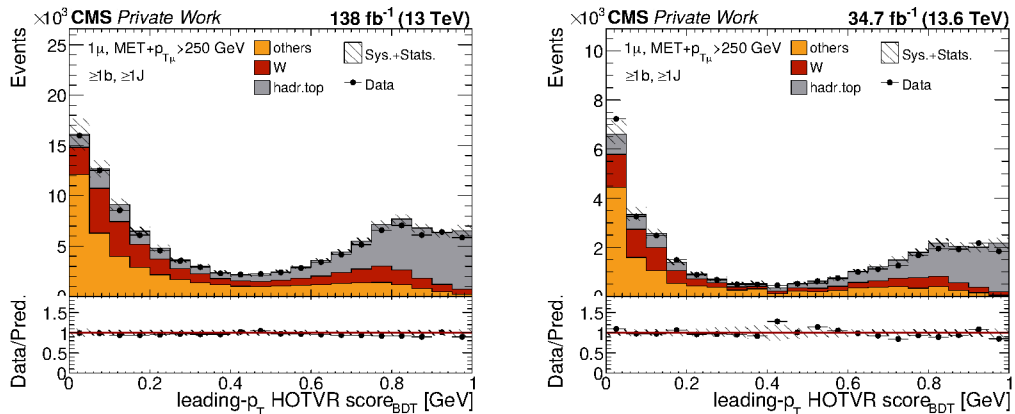 ×10³ CMS Private Work 138 fb⁻¹ (13 TeV)
Events
25
20
15
10
5
0
1μ, MET+p_Tμ >250 GeV
≥1b, ≥1J
others
W
hadr.top
Sys.+Stats.
Data
Data/Pred.
1.5
1
0.5
0
0 0.2 0.4 0.6 0.8 1
leading-p_T HOTVR score_BDT [GeV]
×10³ CMS Private Work 34.7 fb⁻¹ (13.6 TeV)
Events
10
8
6
4
2
0
1μ, MET+p_Tμ >250 GeV
≥1b, ≥1J
others
W
hadr.top
Sys.+Stats.
Data
Data/Pred.
1.5
1
0.5
0
0 0.2 0.4 0.6 0.8 1
leading-p_T HOTVR score_BDT [GeV]